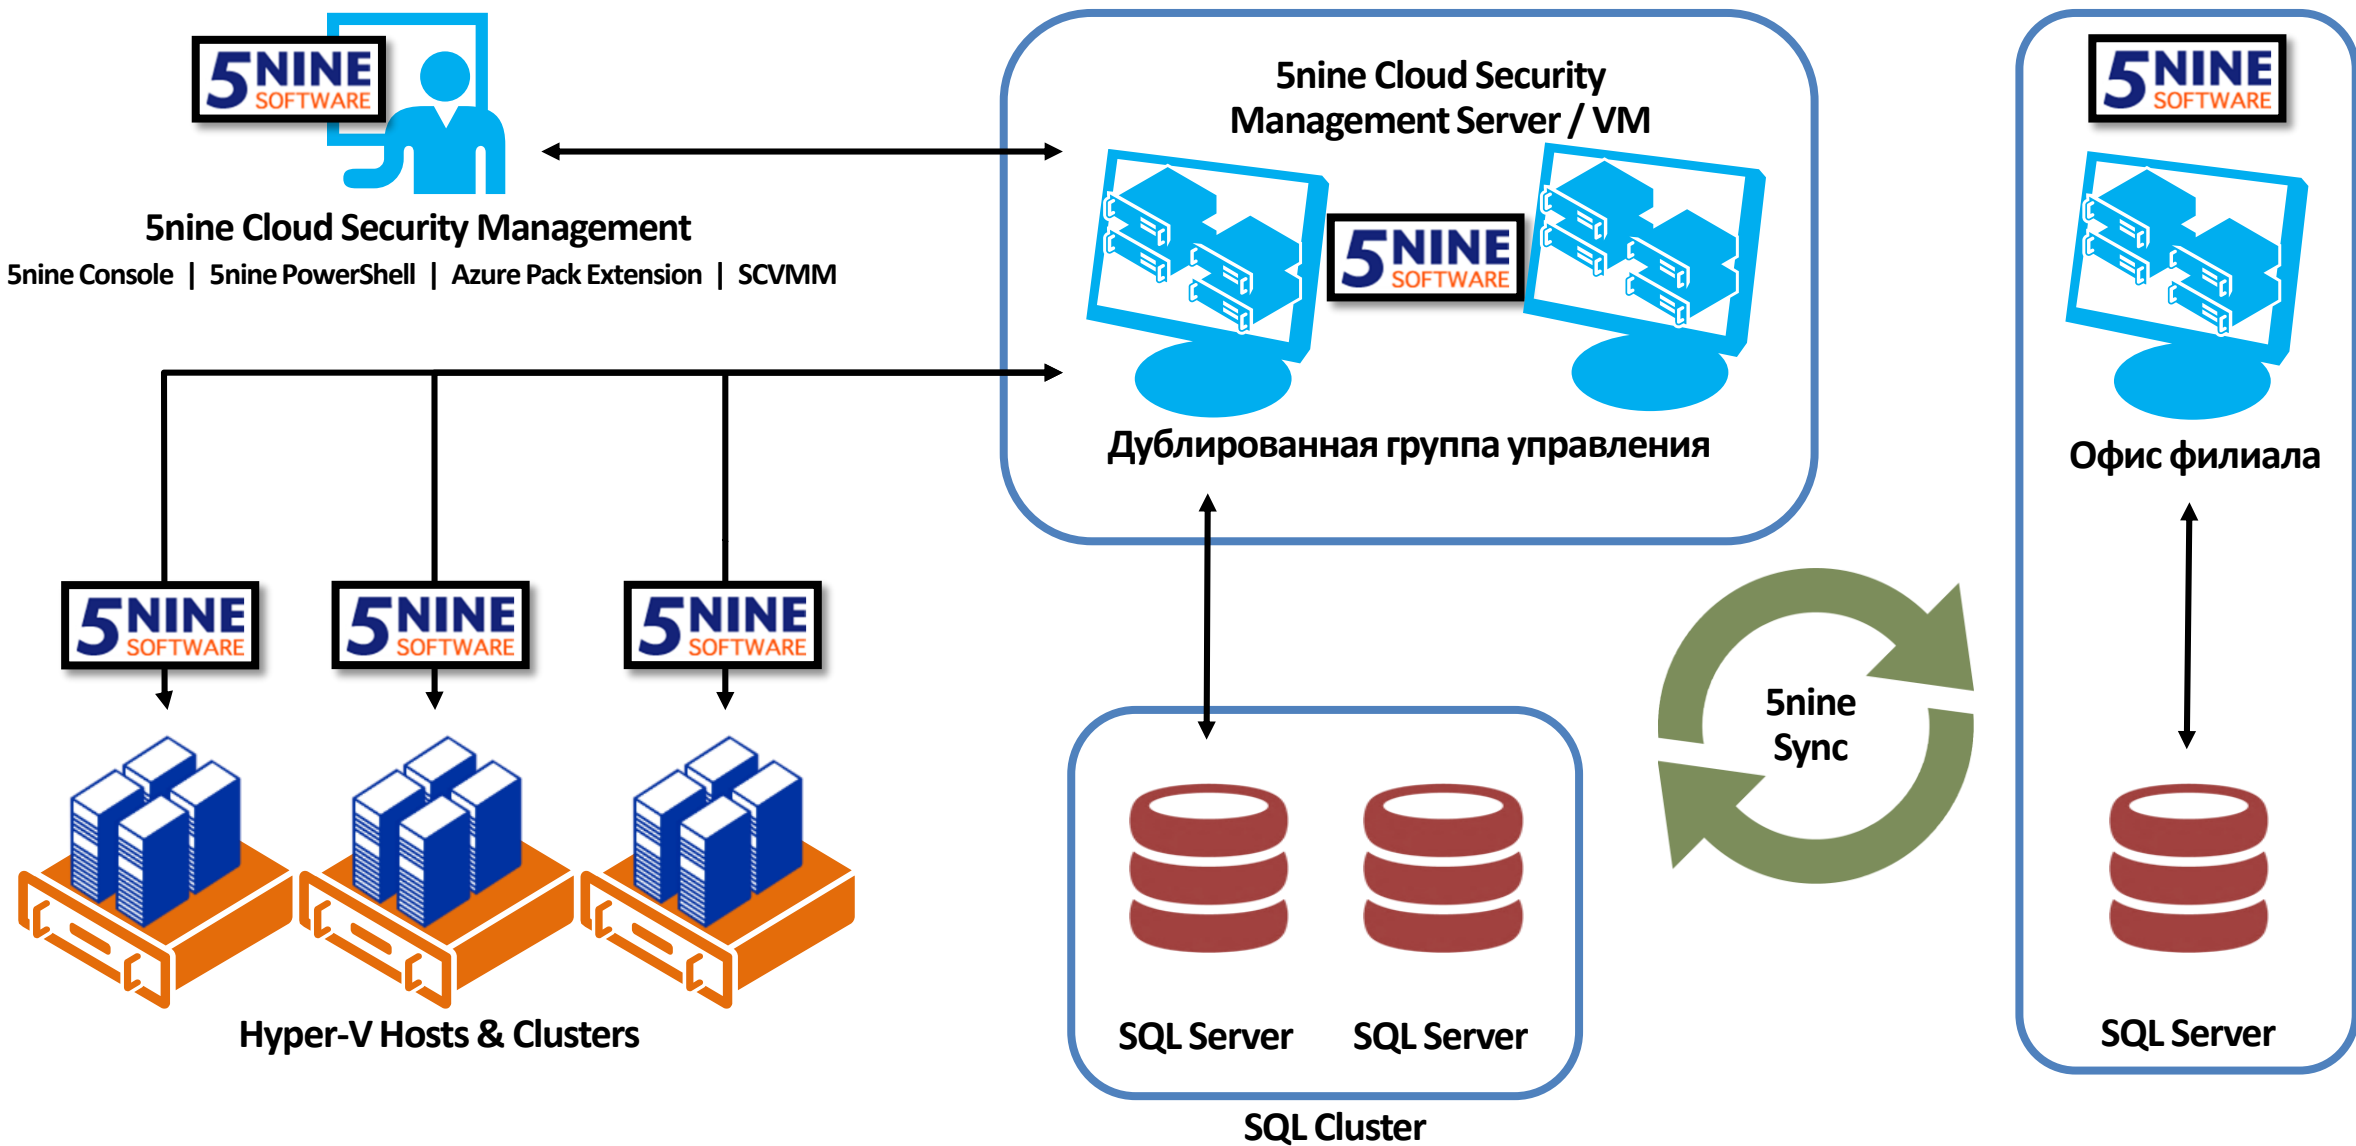 5NINE
SOFTWARE
5nine Cloud Security Management
5nine Console | 5nine PowerShell | Azure Pack Extension | SCVMM
5nine Cloud Security
Management Server / VM
5NINE
SOFTWARE
Дублированная группа управления
5NINE
SOFTWARE
Офис филиала
5NINE
SOFTWARE
5NINE
SOFTWARE
5NINE
SOFTWARE
Hyper-V Hosts & Clusters
5nine
Sync
SQL Server
SQL Server
SQL Cluster
SQL Server